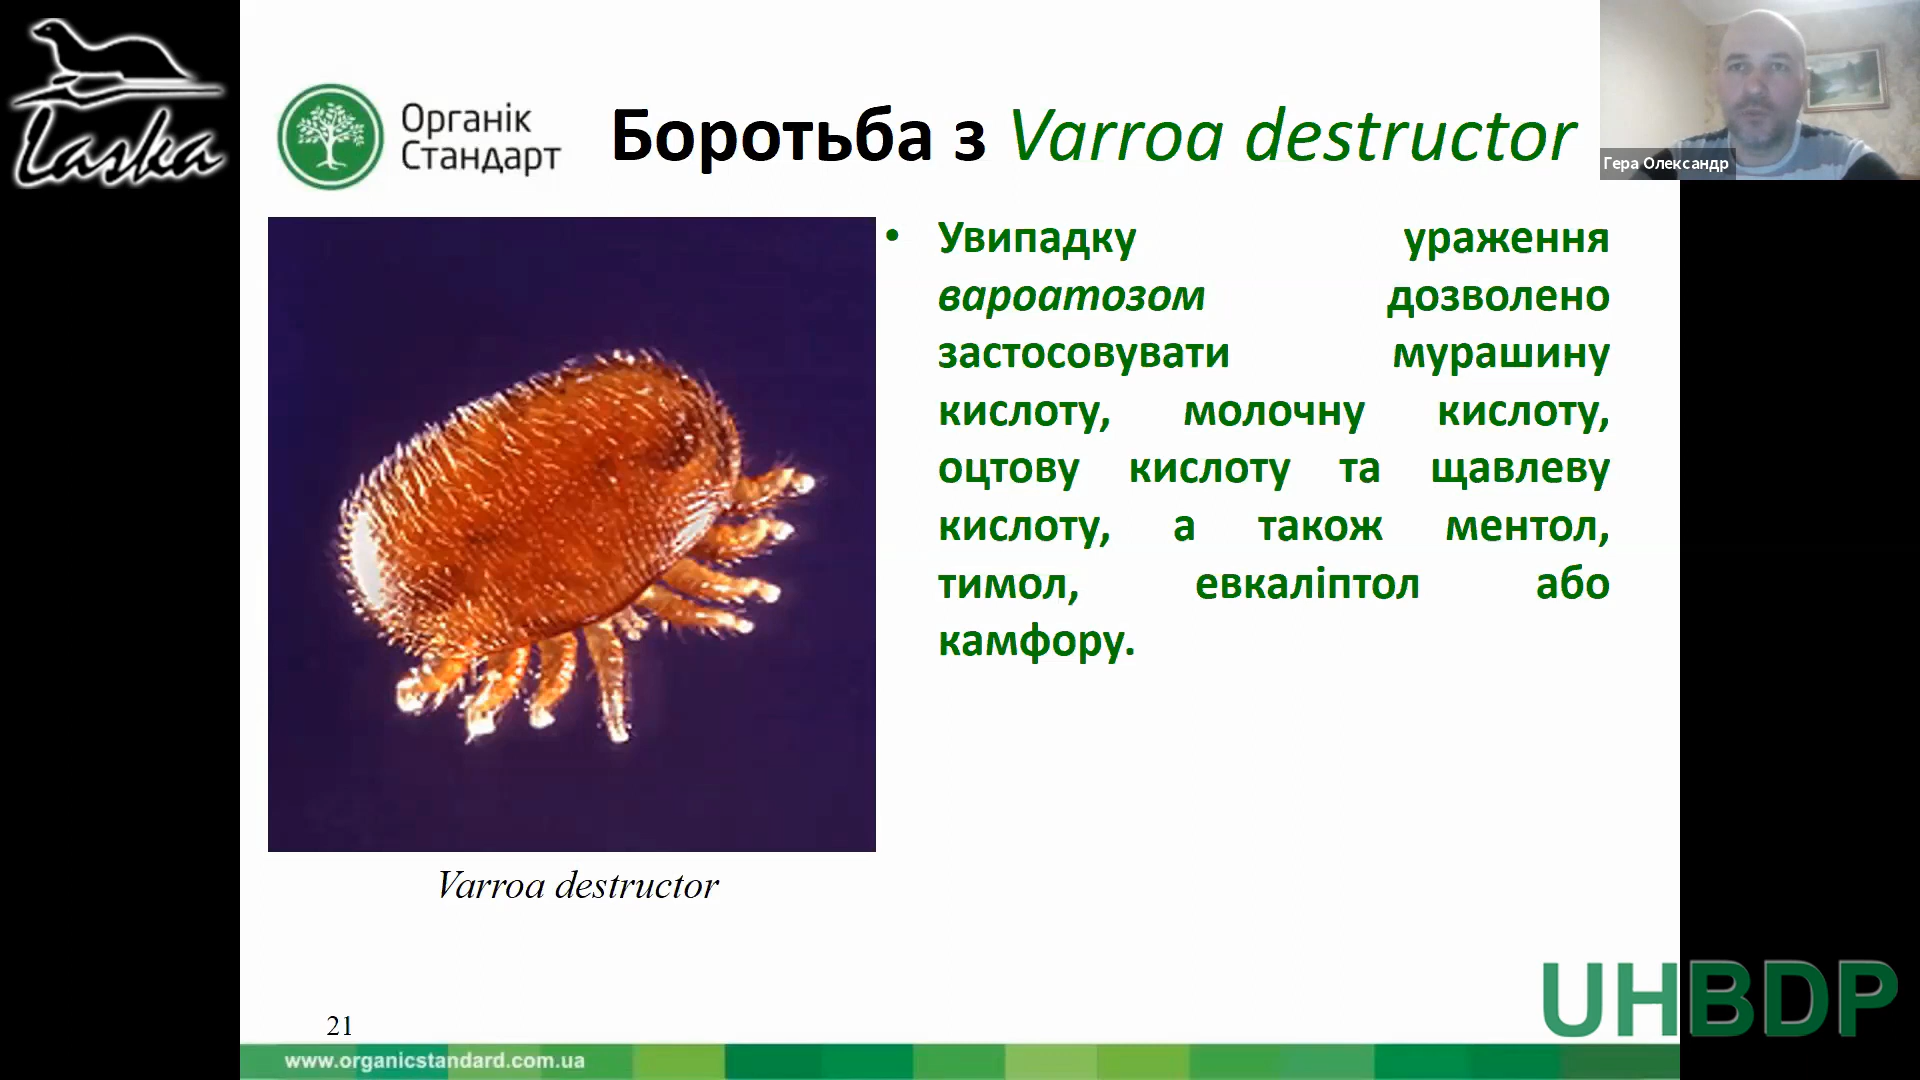 Laska
Органік
Стандарт
Боротьба з Varroa destructor
Гера Олександр
• Увипадку ураження
вароатозом дозволено
застосовувати мурашину
кислоту, молочну кислоту,
оцтову кислоту та щавлеву
кислоту, а також ментол,
тимол, евкаліптол або
камфору.
Varroa destructor
UHBDP
21
www.organicstandard.com.ua